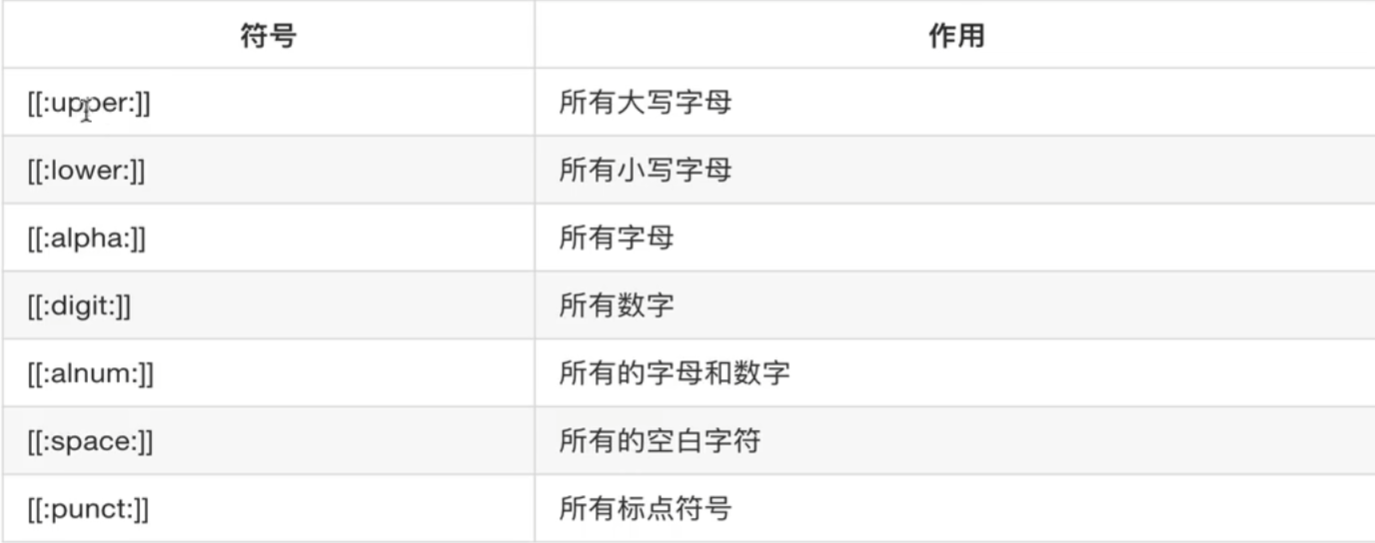 符号 作用
[[:upper:]] 所有大写字母
[[:lower:]] 所有小写字母
[[:alpha:]] 所有字母
[[:digit:]] 所有数字
[[:alnum:]] 所有的字母和数字
[[:space:]] 所有的空白字符
[[:punct:]] 所有标点符号